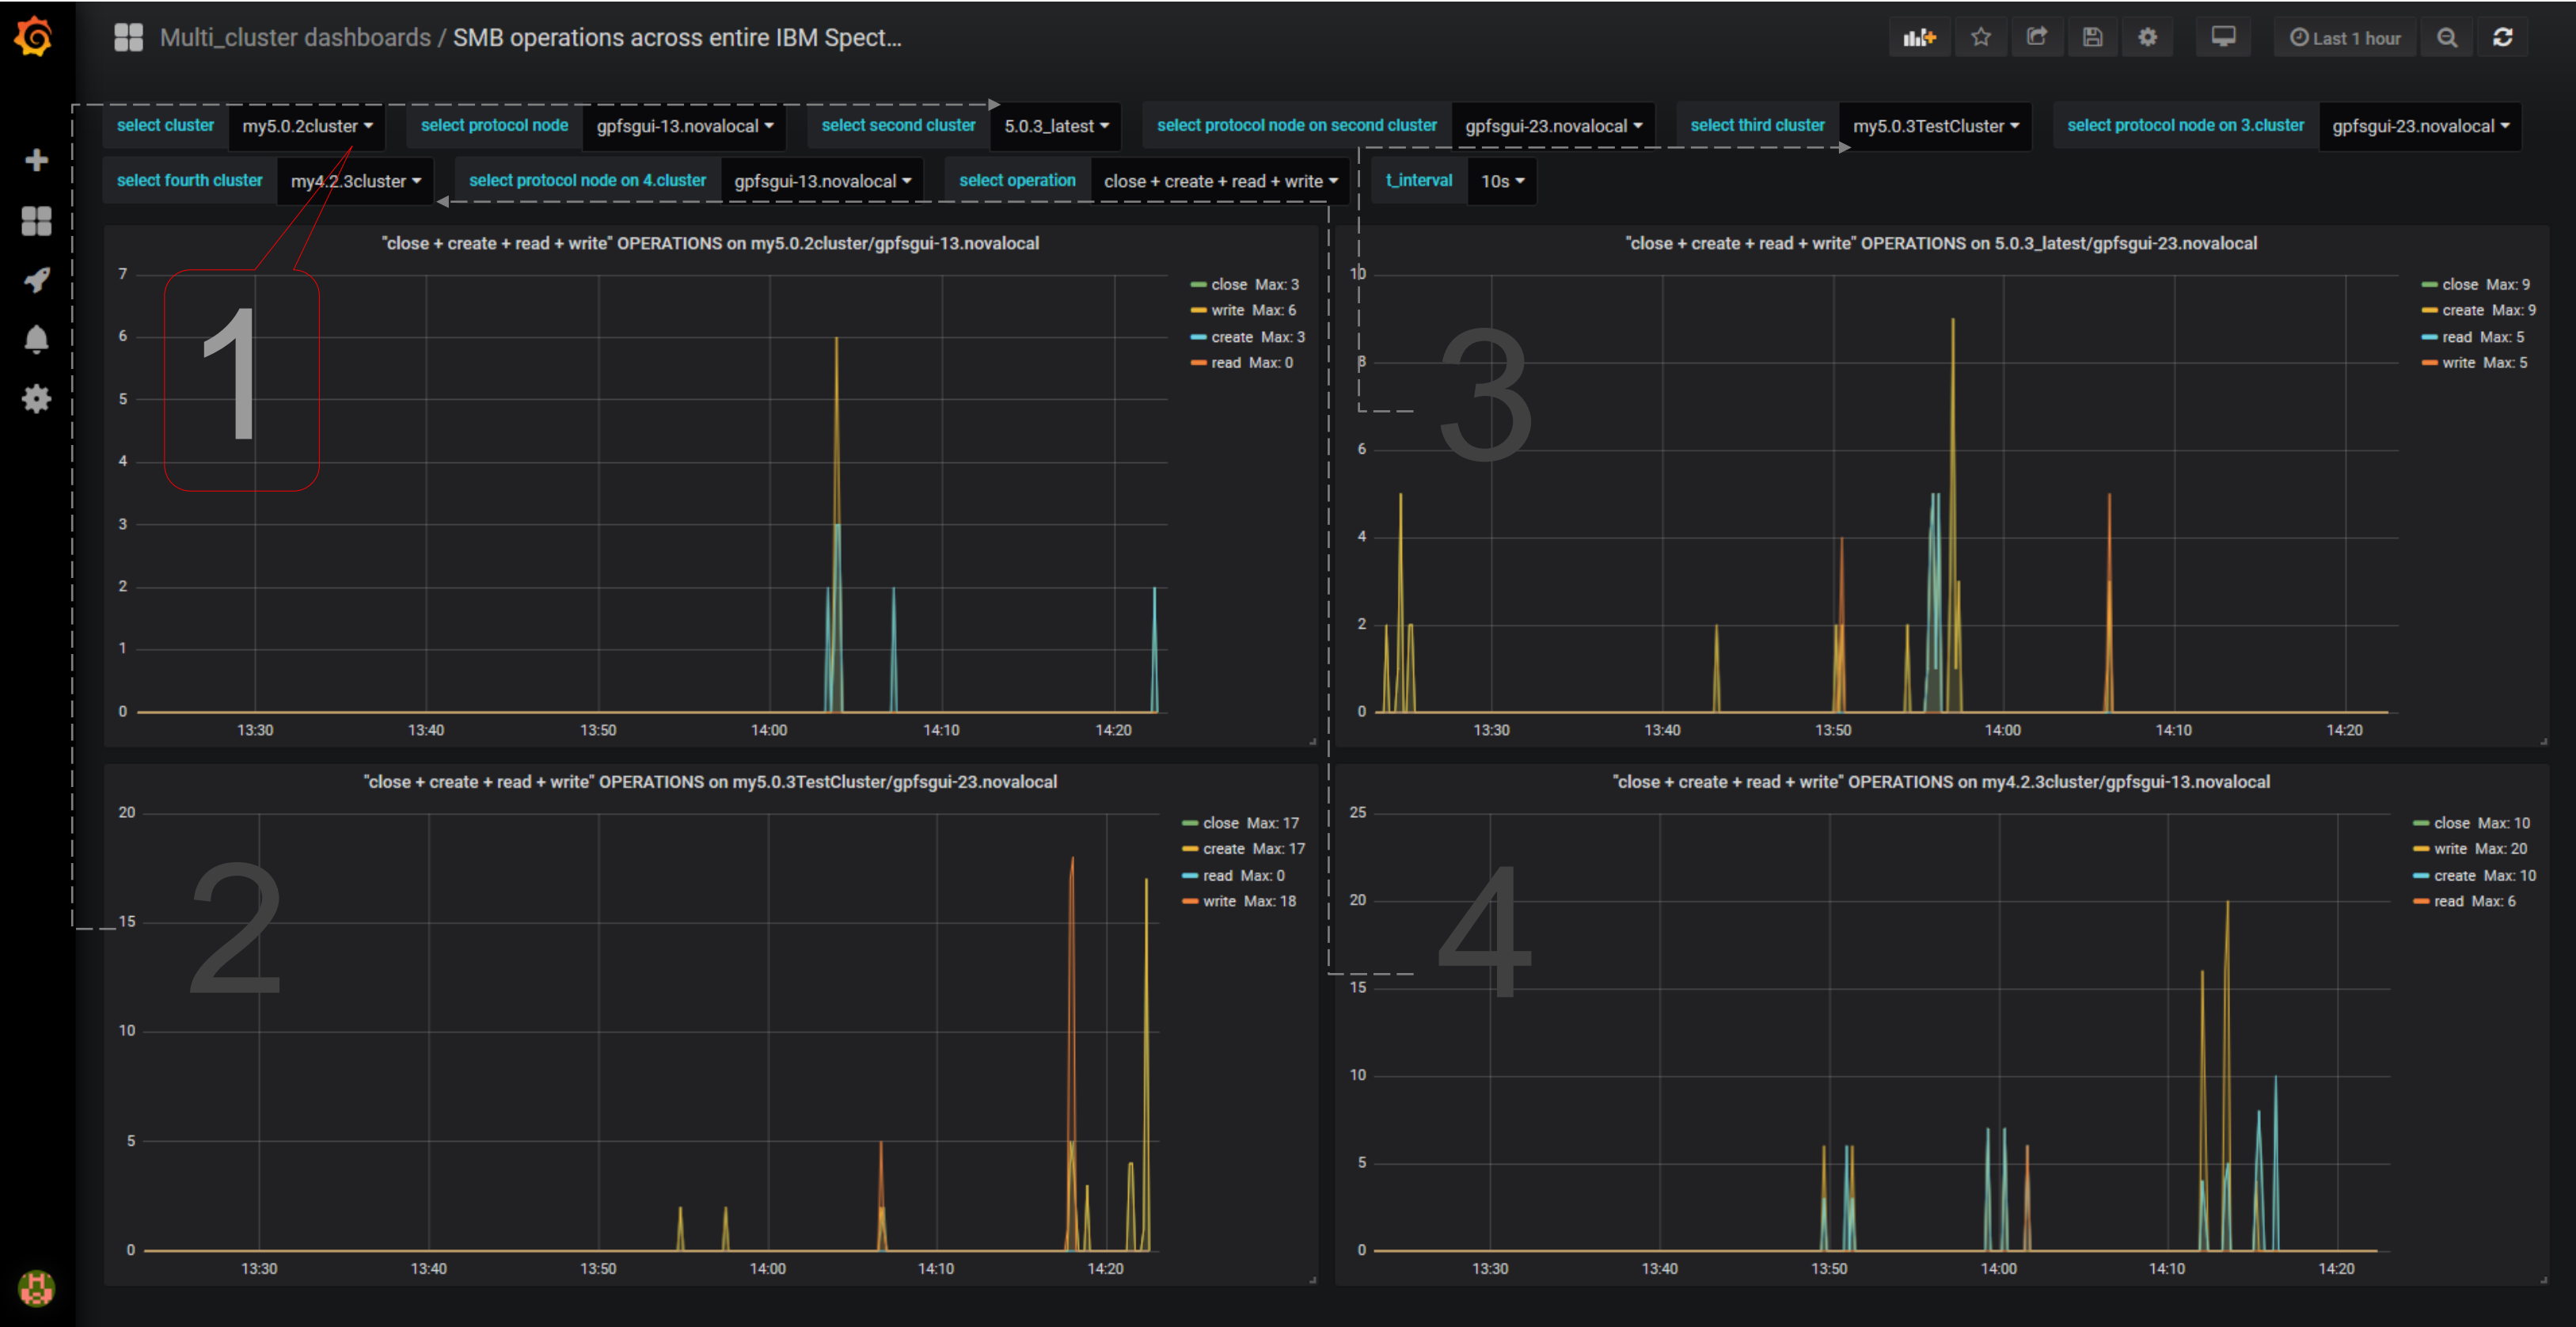 Multi_cluster dashboards / SMB operations across entire IBM Spect...
Last 1 hour
select cluster my5.0.2cluster select protocol node gpfsgui-13.novalocal select second cluster 5.0.3_latest select protocol node on second cluster gpfsgui-23.novalocal select third cluster my5.0.3TestCluster select protocol node on 3.cluster gpfsgui-23.novalocal
select fourth cluster my4.2.3cluster select protocol node on 4.cluster gpfsgui-13.novalocal select operation close + create + read + write t_interval 10s
"close + create + read + write" OPERATIONS on my5.0.2cluster/gpfsgui-13.novalocal
7
6
5
4
3
2
1
0
13:30 13:40 13:50 14:00 14:10 14:20
close Max: 3
write Max: 6
create Max: 3
read Max: 0
1
"close + create + read + write" OPERATIONS on 5.0.3_latest/gpfsgui-23.novalocal
10
8
6
4
2
0
13:30 13:40 13:50 14:00 14:10 14:20
close Max: 9
create Max: 9
read Max: 5
write Max: 5
3
"close + create + read + write" OPERATIONS on my5.0.3TestCluster/gpfsgui-23.novalocal
20
15
10
5
0
13:30 13:40 13:50 14:00 14:10 14:20
close Max: 17
create Max: 17
read Max: 0
write Max: 18
2
"close + create + read + write" OPERATIONS on my4.2.3cluster/gpfsgui-13.novalocal
25
20
15
10
5
0
13:30 13:40 13:50 14:00 14:10 14:20
close Max: 10
write Max: 20
create Max: 10
read Max: 6
4